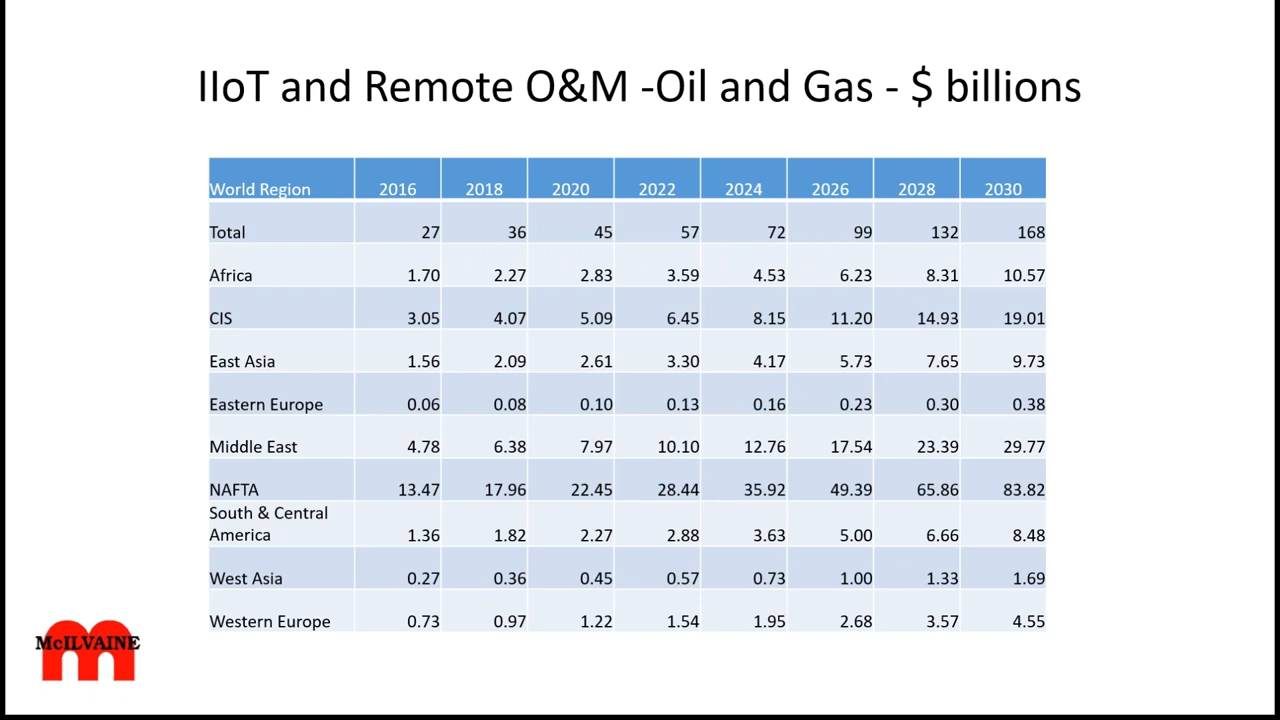 IIoT and Remote O&M -Oil and Gas - $ billions
World Region 2016 2018 2020 2022 2024 2026 2028 2030
Total 27 36 45 57 72 99 132 168
Africa 1.70 2.27 2.83 3.59 4.53 6.23 8.31 10.57
CIS 3.05 4.07 5.09 6.45 8.15 11.20 14.93 19.01
East Asia 1.56 2.09 2.61 3.30 4.17 5.73 7.65 9.73
Eastern Europe 0.06 0.08 0.10 0.13 0.16 0.23 0.30 0.38
Middle East 4.78 6.38 7.97 10.10 12.76 17.54 23.39 29.77
NAFTA 13.47 17.96 22.45 28.44 35.92 49.39 65.86 83.82
South & Central
America 1.36 1.82 2.27 2.88 3.63 5.00 6.66 8.48
West Asia 0.27 0.36 0.45 0.57 0.73 1.00 1.33 1.69
Western Europe 0.73 0.97 1.22 1.54 1.95 2.68 3.57 4.55
McILVAINE